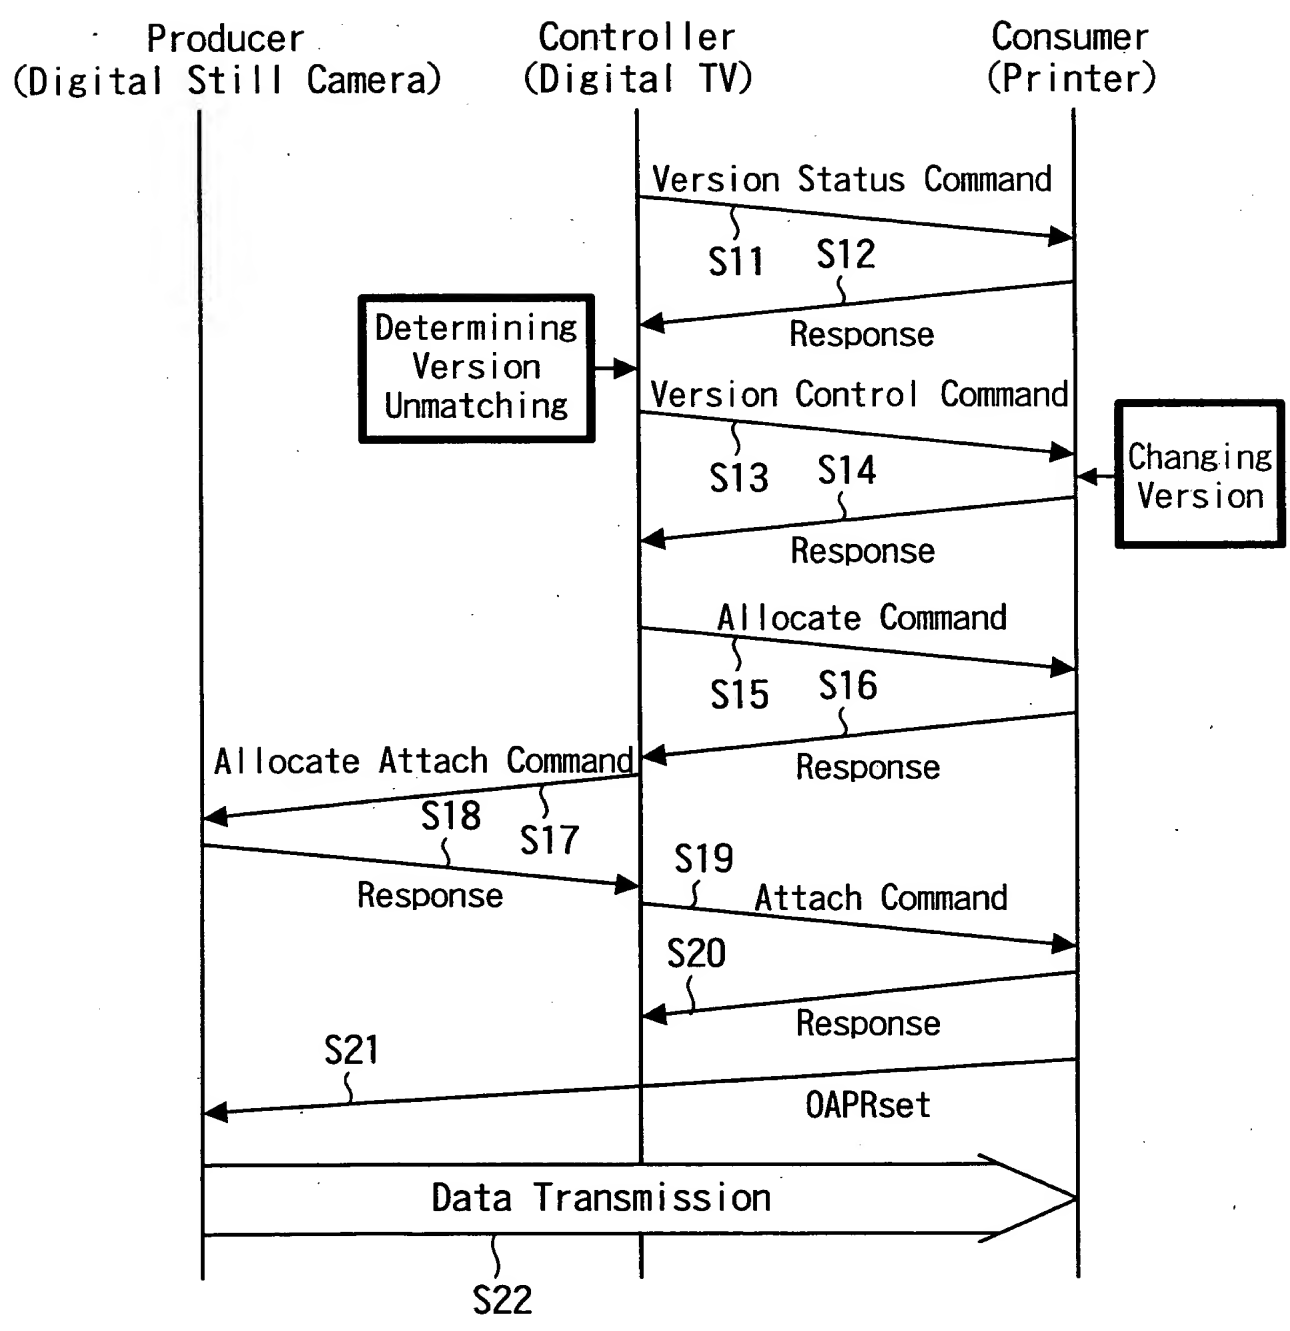 Producer
(Digital Still Camera)
Controller
(Digital TV)
Consumer
(Printer)
Version Status Command
S11
S12
Response
Determining
Version
Unmatching
Version Control Command
S13
S14
Changing
Version
Response
Allocate Command
S15
S16
Response
Allocate Attach Command
S17
S18
Response
S19
Attach Command
S20
Response
S21
OAPRset
Data Transmission
S22